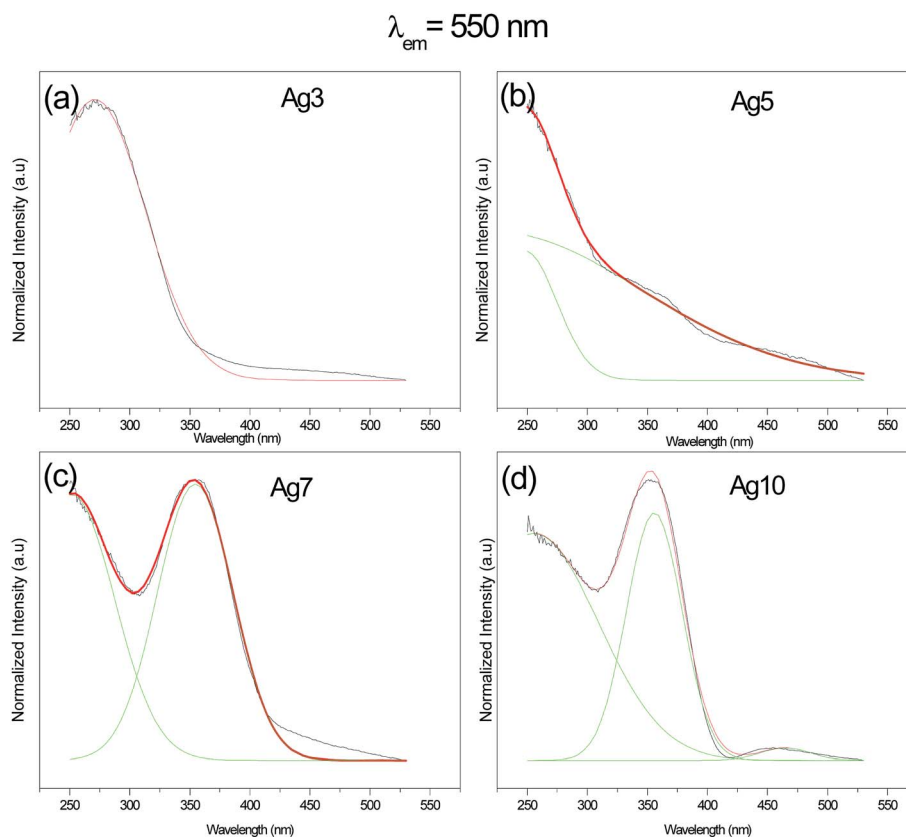 λem= 550 nm
(a)
Ag3
Normalized Intensity (a.u)
250 300 350 400 450 500 550
Wavelength (nm)
(b)
Ag5
Normalized Intensity (a.u)
250 300 350 400 450 500 550
Wavelength (nm)
(c)
Ag7
Normalized Intensity (a.u)
250 300 350 400 450 500 550
Wavelength (nm)
(d)
Ag10
Normalized Intensity (a.u)
250 300 350 400 450 500 550
Wavelength (nm)